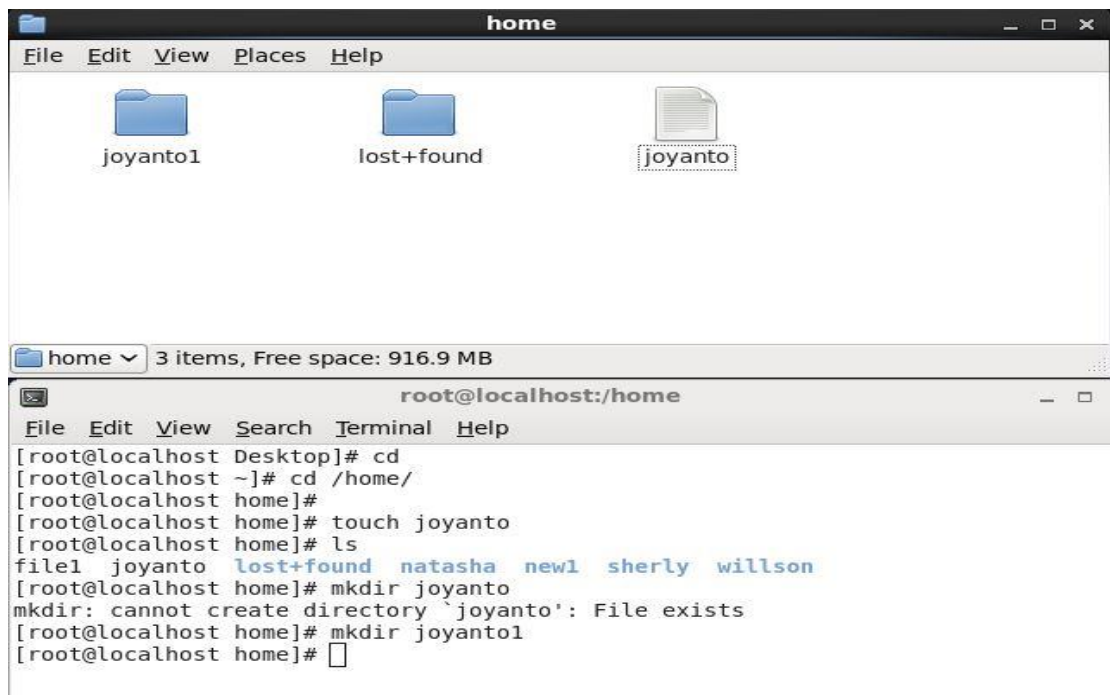 home
File Edit View Places Help
joyanto1 lost+found joyanto
home 3 items, Free space: 916.9 MB
root@localhost:/home
File Edit View Search Terminal Help
[root@localhost Desktop]# cd
[root@localhost ~]# cd /home/
[root@localhost home]#
[root@localhost home]# touch joyanto
[root@localhost home]# ls
file1 joyanto lost+found natasha new1 sherly willson
[root@localhost home]# mkdir joyanto
mkdir: cannot create directory `joyanto': File exists
[root@localhost home]# mkdir joyanto1
[root@localhost home]#